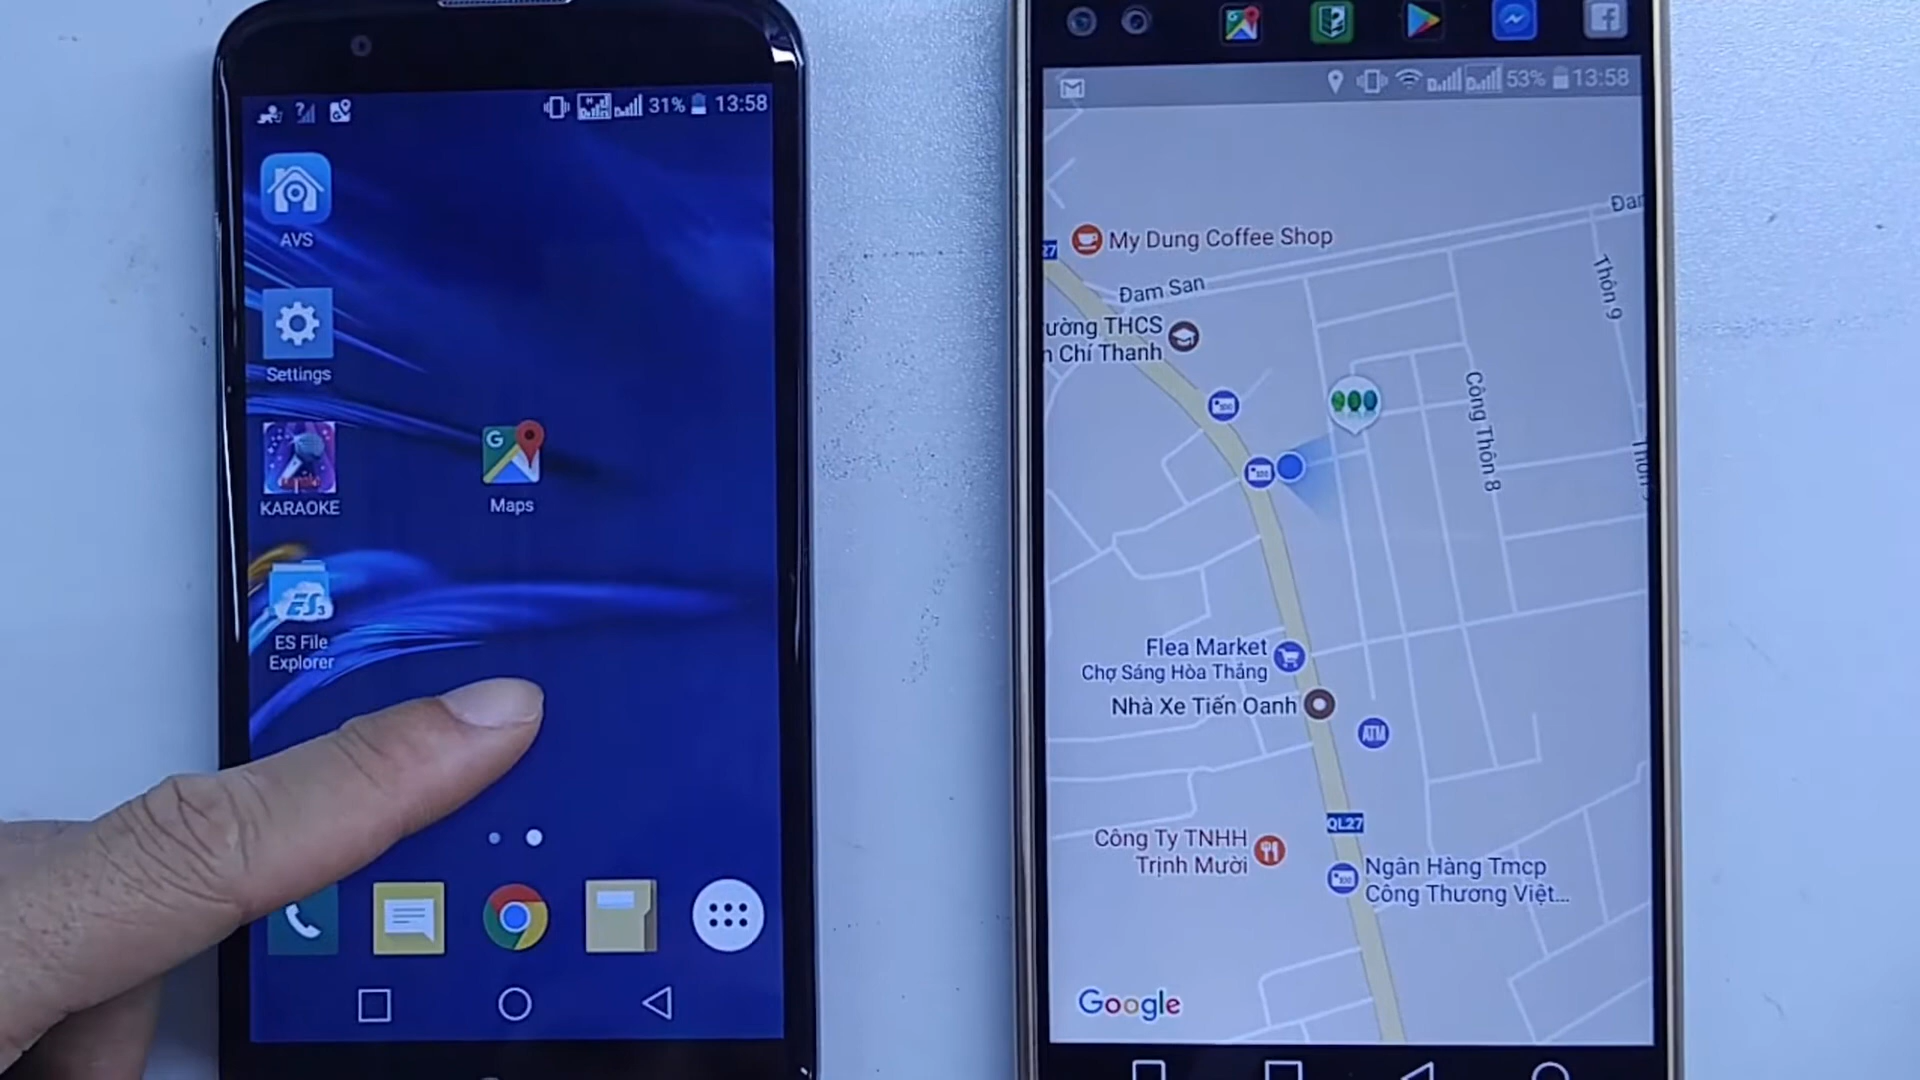 31% 13:58
AVS
Settings
KARAOKE
Maps
ES File
Explorer
53% 13:58
27
My Dung Coffee Shop
Đam San
ường THCS
n Chí Thanh
Thôn 9
Công Thôn 8
Flea Market
Chợ Sáng Hòa Thắng
Nhà Xe Tiến Oanh
ATM
QL27
Công Ty TNHH
Trịnh Mười
Ngân Hàng Tmcp
Công Thương Việt...
Google